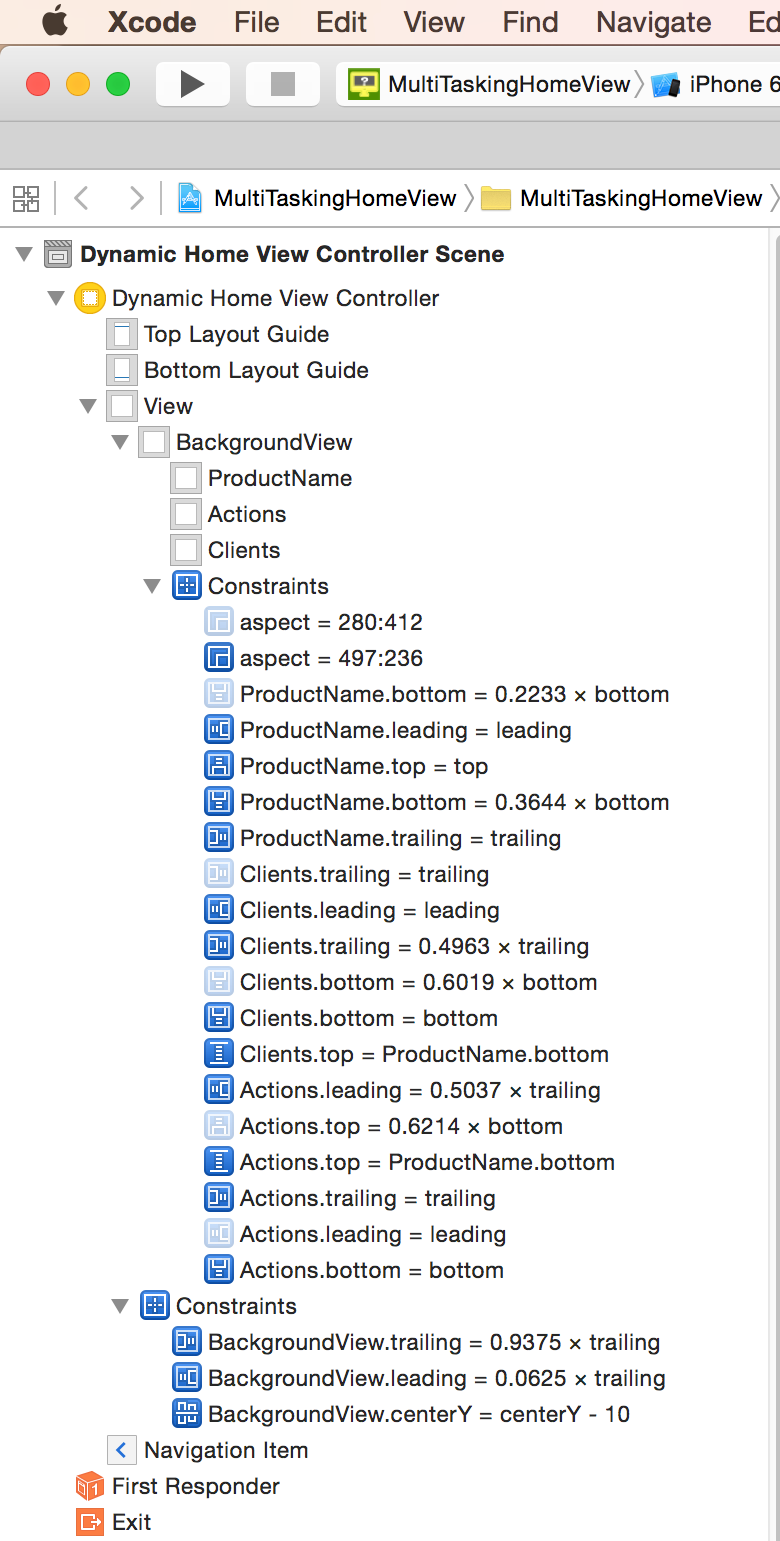 Xcode File Edit View Find Navigate Ed
MultiTaskingHomeView iPhone 6
MultiTaskingHomeView MultiTaskingHomeView
Dynamic Home View Controller Scene
Dynamic Home View Controller
Top Layout Guide
Bottom Layout Guide
View
BackgroundView
ProductName
Actions
Clients
Constraints
aspect = 280:412
aspect = 497:236
ProductName.bottom = 0.2233 × bottom
ProductName.leading = leading
ProductName.top = top
ProductName.bottom = 0.3644 × bottom
ProductName.trailing = trailing
Clients.trailing = trailing
Clients.leading = leading
Clients.trailing = 0.4963 × trailing
Clients.bottom = 0.6019 × bottom
Clients.bottom = bottom
Clients.top = ProductName.bottom
Actions.leading = 0.5037 × trailing
Actions.top = 0.6214 × bottom
Actions.top = ProductName.bottom
Actions.trailing = trailing
Actions.leading = leading
Actions.bottom = bottom
Constraints
BackgroundView.trailing = 0.9375 × trailing
BackgroundView.leading = 0.0625 × trailing
BackgroundView.centerY = centerY - 10
Navigation Item
First Responder
Exit